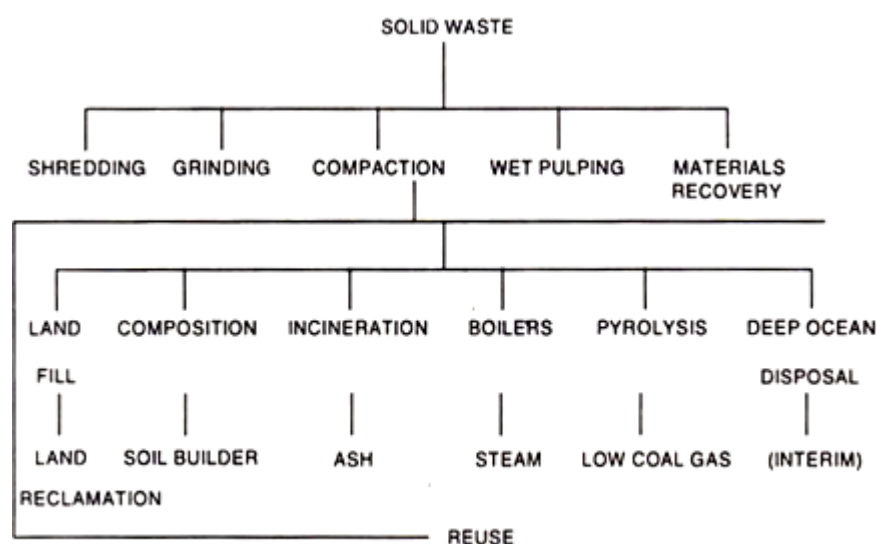 SOLID WASTE
SHREDDING GRINDING COMPACTION WET PULPING MATERIALS
RECOVERY
LAND COMPOSITION INCINERATION BOILERS PYROLYSIS DEEP OCEAN
FILL DISPOSAL
LAND SOIL BUILDER ASH STEAM LOW COAL GAS (INTERIM)
RECLAMATION
REUSE